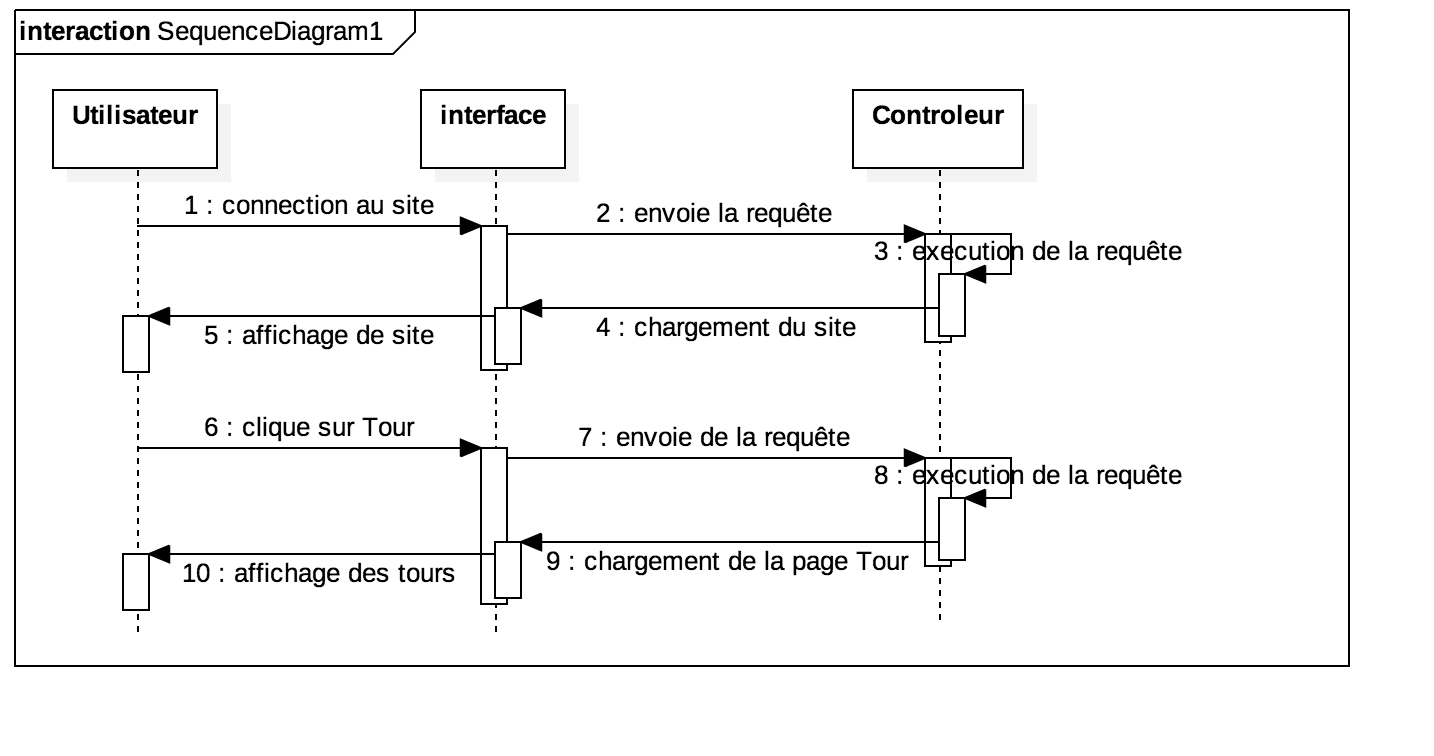 interaction SequenceDiagram1
Utilisateur
interface
Controleur
1 : connection au site
2 : envoie la requête
3 : execution de la requête
4 : chargement du site
5 : affichage de site
6 : clique sur Tour
7 : envoie de la requête
8 : execution de la requête
9 : chargement de la page Tour
10 : affichage des tours